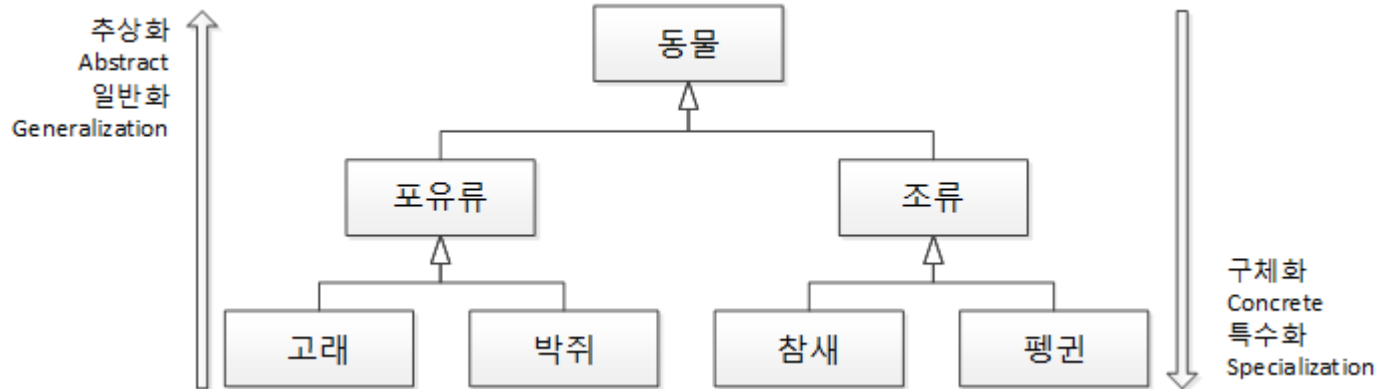 추상화
Abstract
일반화
Generalization
동물
포유류
조류
고래
박쥐
참새
펭귄
구체화
Concrete
특수화
Specialization